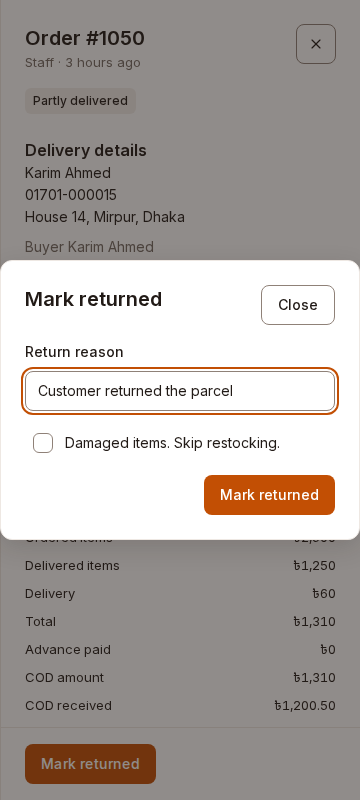 Order #1050
Staff · 3 hours ago
Partly delivered
Delivery details
Karim Ahmed
01701-000015
House 14, Mirpur, Dhaka
Buyer Karim Ahmed
Mark returned
Close
Return reason
Customer returned the parcel
Damaged items. Skip restocking.
Mark returned
Ordered items
Delivered items ৳1,250
Delivery ৳60
Total ৳1,310
Advance paid ৳0
COD amount ৳1,310
COD received ৳1,200.50
Mark returned